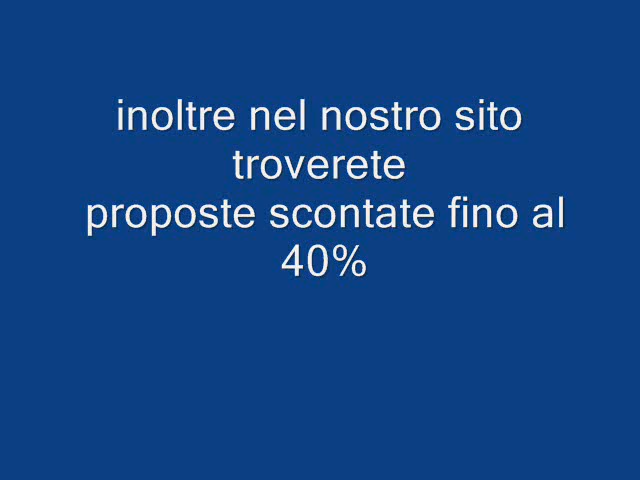 inoltre nel nostro sito
troverete
proposte scontate fino al
40%